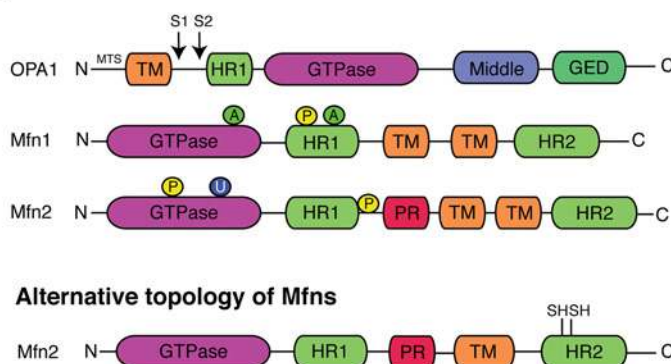 S1 S2
OPA1 N MTS TM HR1 GTPase Middle GED C
A P A
Mfn1 N GTPase HR1 TM TM HR2 C
P U P
Mfn2 N GTPase HR1 PR TM TM HR2 C
Alternative topology of Mfns
SHSH
Mfn2 N GTPase HR1 PR TM HR2 C